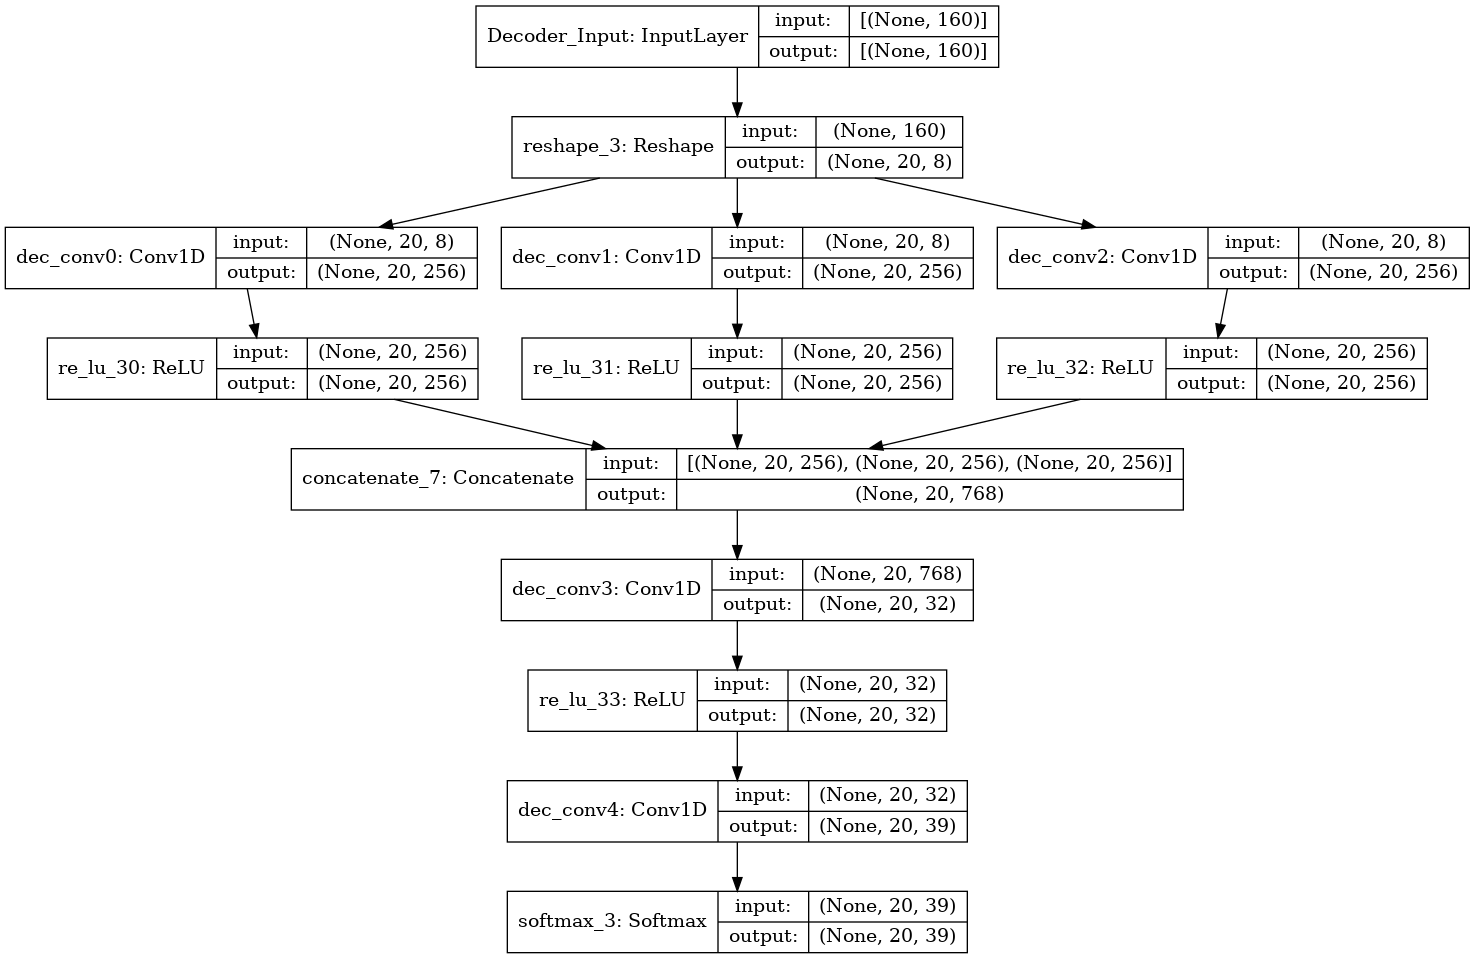 Decoder_Input: InputLayer
input: [(None, 160)]
output: [(None, 160)]
reshape_3: Reshape
input: (None, 160)
output: (None, 20, 8)
dec_conv0: Conv1D
input: (None, 20, 8)
output: (None, 20, 256)
dec_conv1: Conv1D
input: (None, 20, 8)
output: (None, 20, 256)
dec_conv2: Conv1D
input: (None, 20, 8)
output: (None, 20, 256)
re_lu_30: ReLU
input: (None, 20, 256)
output: (None, 20, 256)
re_lu_31: ReLU
input: (None, 20, 256)
output: (None, 20, 256)
re_lu_32: ReLU
input: (None, 20, 256)
output: (None, 20, 256)
concatenate_7: Concatenate
input: [(None, 20, 256), (None, 20, 256), (None, 20, 256)]
output: (None, 20, 768)
dec_conv3: Conv1D
input: (None, 20, 768)
output: (None, 20, 32)
re_lu_33: ReLU
input: (None, 20, 32)
output: (None, 20, 32)
dec_conv4: Conv1D
input: (None, 20, 32)
output: (None, 20, 39)
softmax_3: Softmax
input: (None, 20, 39)
output: (None, 20, 39)